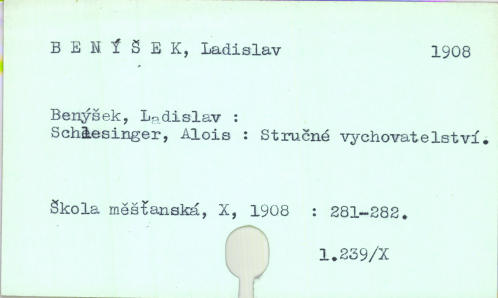 B E N Ý Š E K, Ladislav 1908
Benýšek, Ladislav :
Schlesinger, Alois : Stručné vychovatelství.
Škola měšťanská, X, 1908 : 281-282.
1.239/X